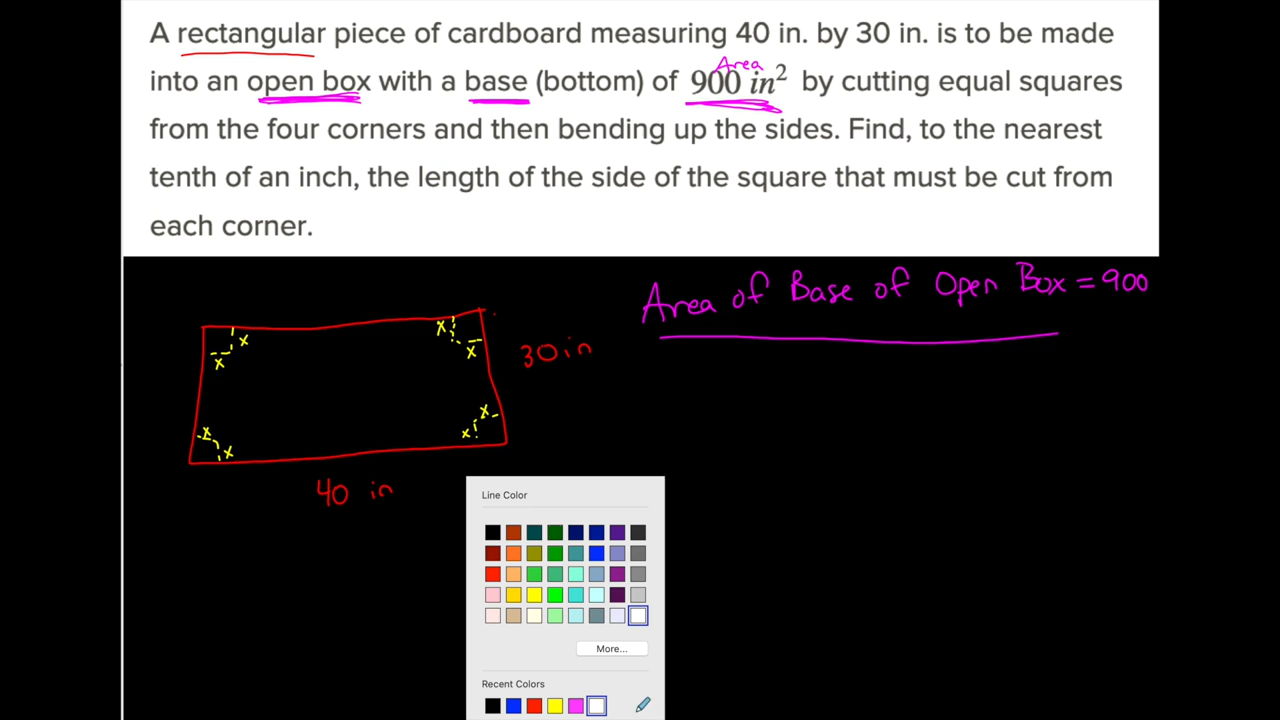 A rectangular piece of cardboard measuring 40 in. by 30 in. is to be made
Area
into an open box with a base (bottom) of 900 in² by cutting equal squares
from the four corners and then bending up the sides. Find, to the nearest
tenth of an inch, the length of the side of the square that must be cut from
each corner.
Area of Base of Open Box = 900
x x
x x
30 in
x x
x x
40 in
Line Color
More...
Recent Colors